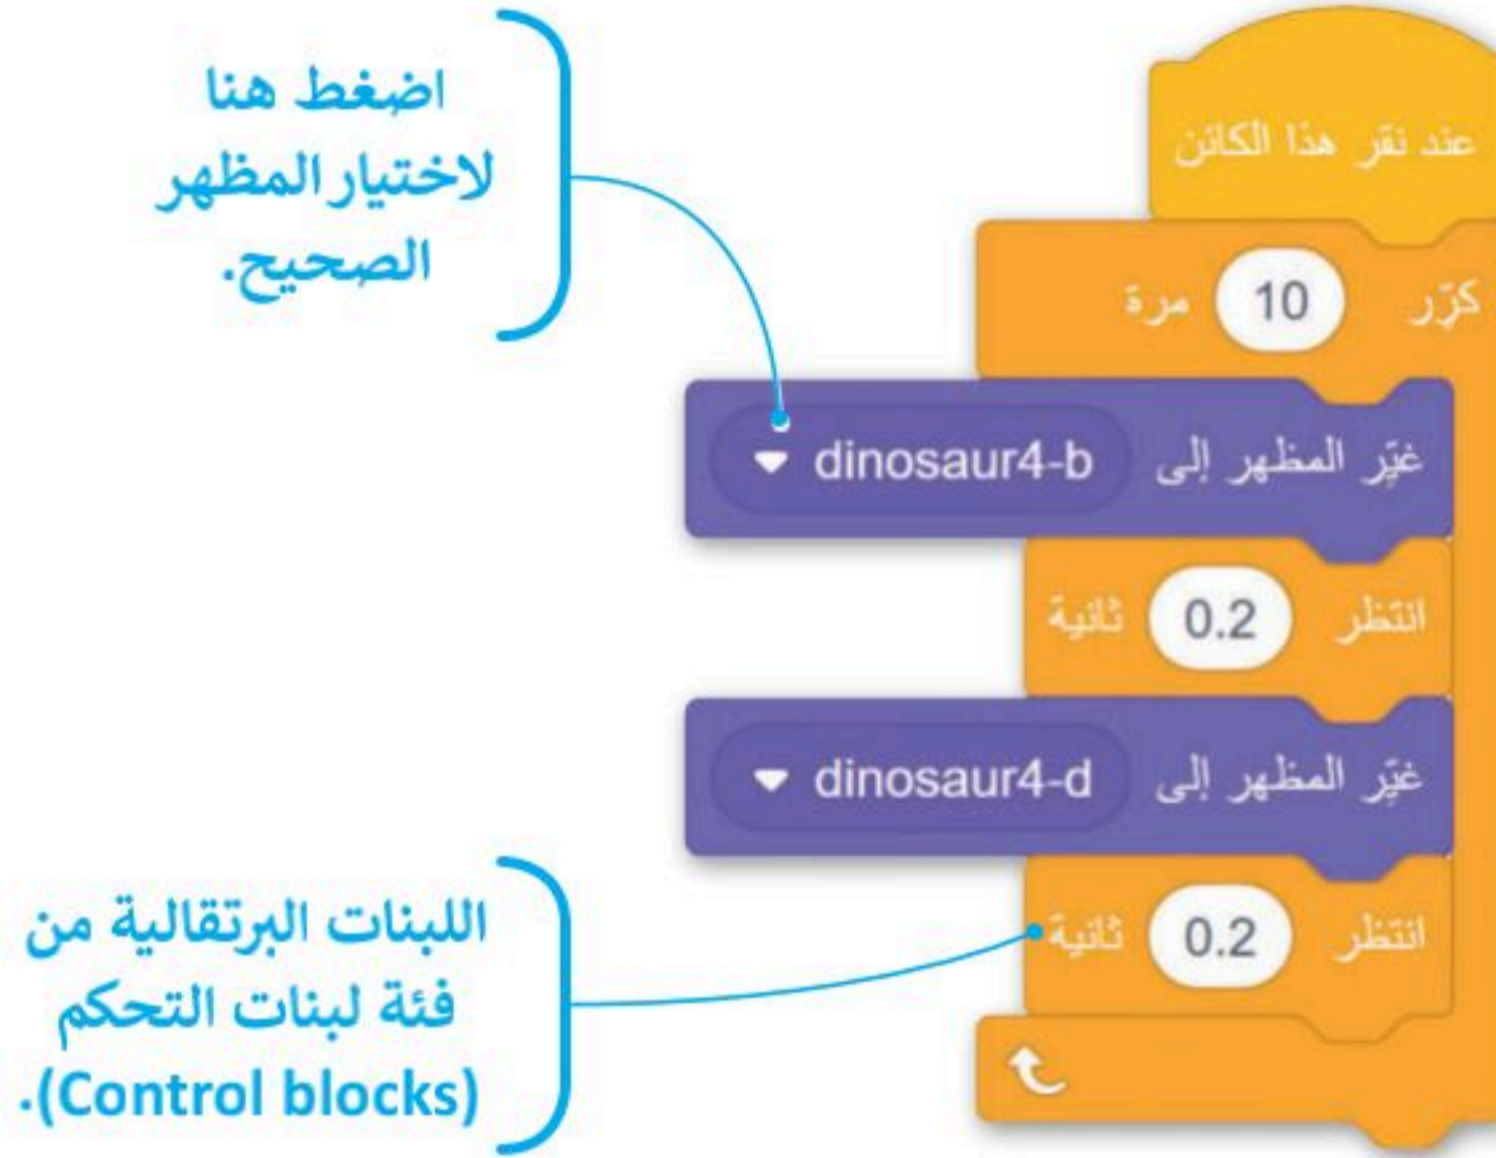 اضغط هنا
لاختيار المظهر
الصحيح.
عند نقر هذا الكائن
كرّر 10 مرة
غيّر المظهر إلى dinosaur4-b
انتظر 0.2 ثانية
غيّر المظهر إلى dinosaur4-d
انتظر 0.2 ثانية
اللبنات البرتقالية من
فئة لبنات التحكم
(Control blocks).